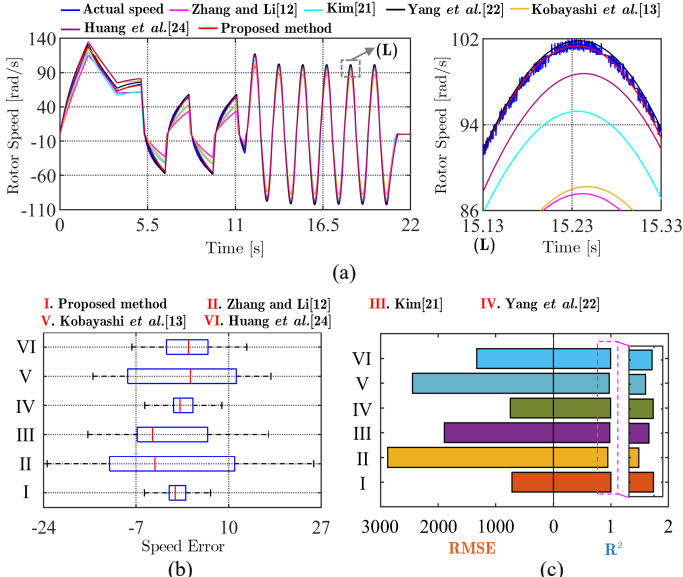 (a)
Actual speed Zhang and Li[12] Kim[21] Yang et al.[22] Kobayashi et al.[13]
Huang et al.[24] Proposed method
Rotor Speed [rad/s]
140
90
40
-10
-60
-110
0 5.5 11 16.5 22
Time [s]
(L)
Rotor Speed [rad/s]
102
94
86
15.13 15.23 15.33
(L) Time [s]
(a)
I. Proposed method II. Zhang and Li[12] III. Kim[21] IV. Yang et al.[22]
V. Kobayashi et al.[13] VI. Huang et al.[24]
VI
V
IV
III
II
I
-24 -7 10 27
Speed Error
(b)
VI
V
IV
III
II
I
3000 2000 1000 0 1 2
RMSE R²
(c)